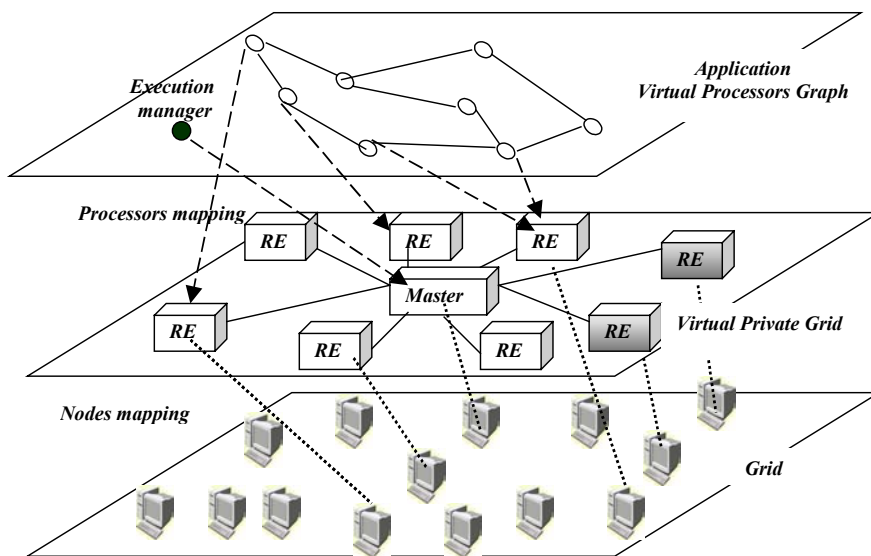 Application
Virtual Processors Graph
Execution
manager
Processors mapping
RE
RE
RE
RE
Master
RE
RE
Virtual Private Grid
RE
RE
Nodes mapping
Grid